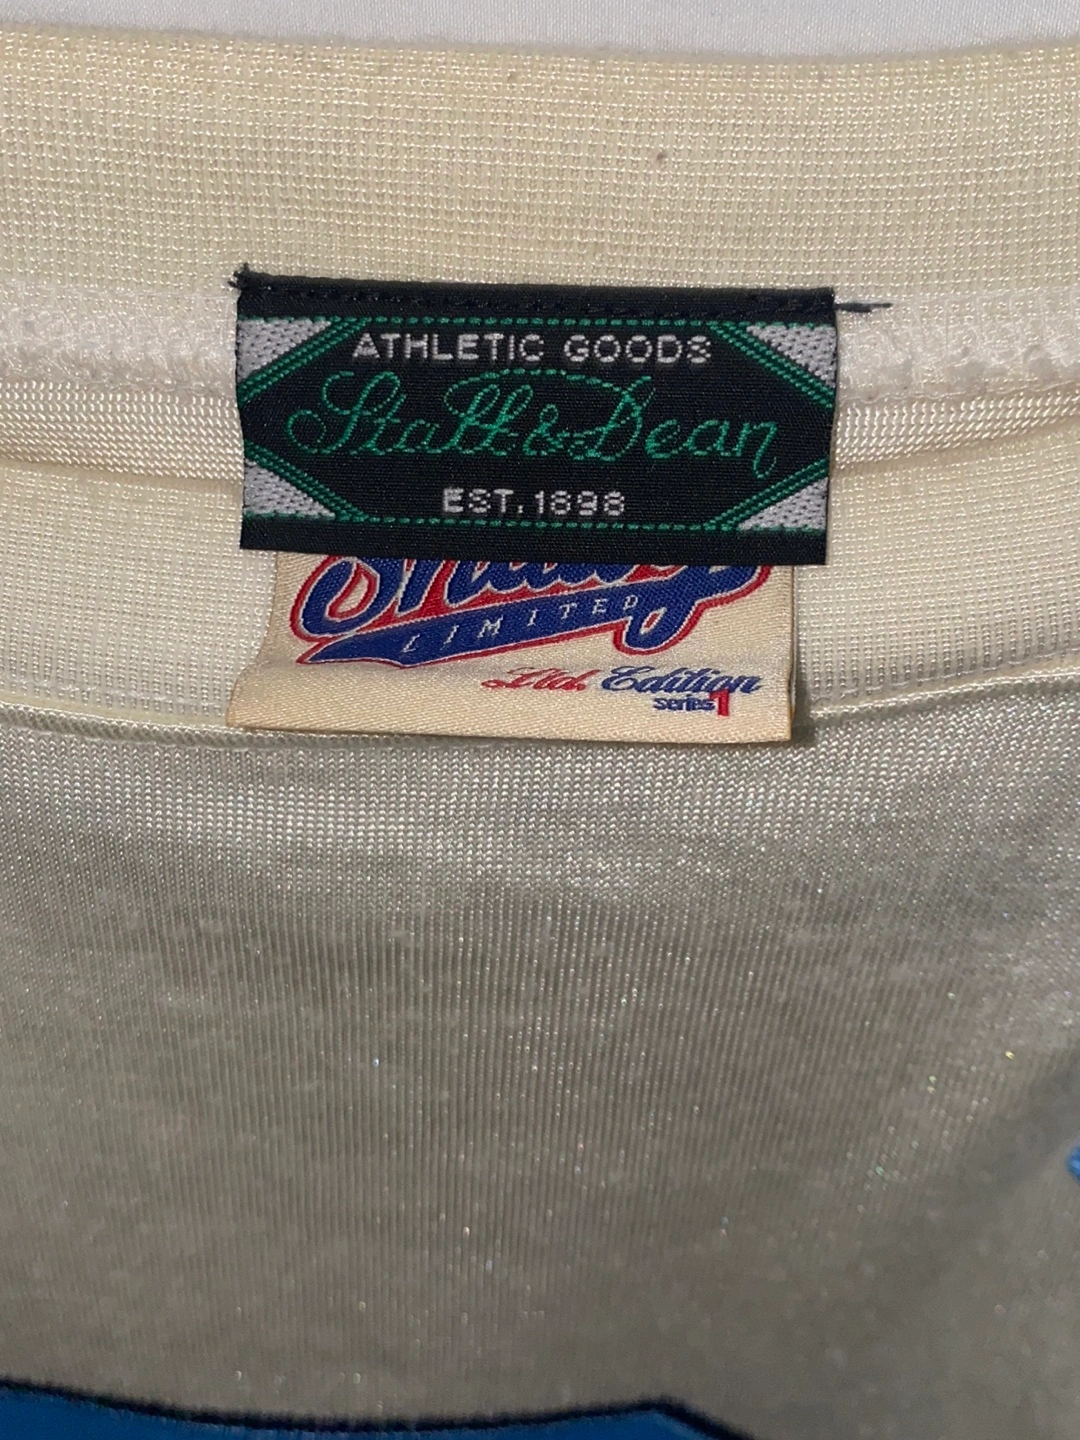 ATHLETIC GOODS
Stall & Dean
EST. 1898
LIMITED
Ltd. Edition
series 1